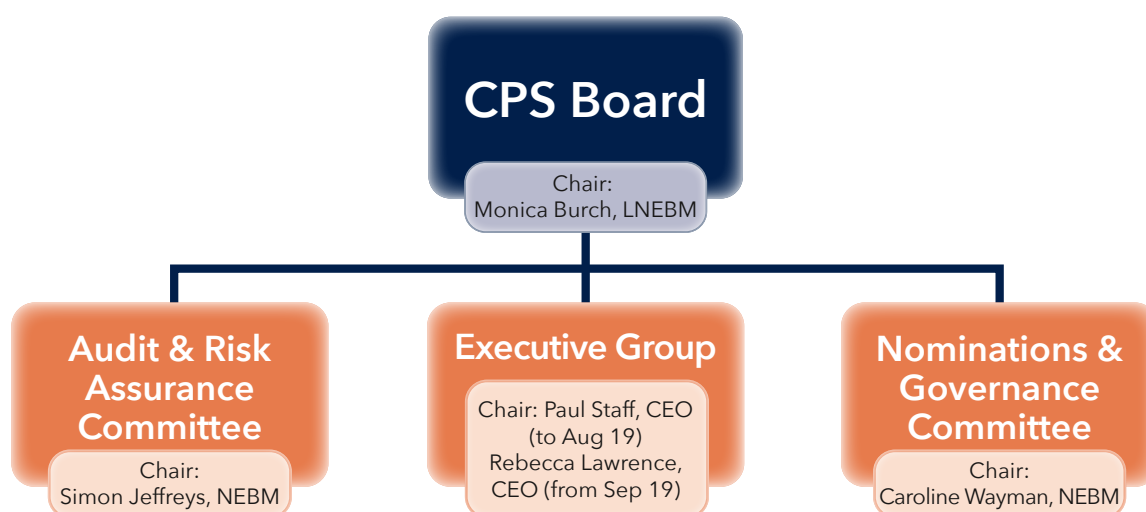 CPS Board
Chair:
Monica Burch, LNEBM
Audit & Risk
Assurance
Committee
Chair:
Simon Jeffreys, NEBM
Executive Group
Chair: Paul Staff, CEO
(to Aug 19)
Rebecca Lawrence,
CEO (from Sep 19)
Nominations &
Governance
Committee
Chair:
Caroline Wayman, NEBM